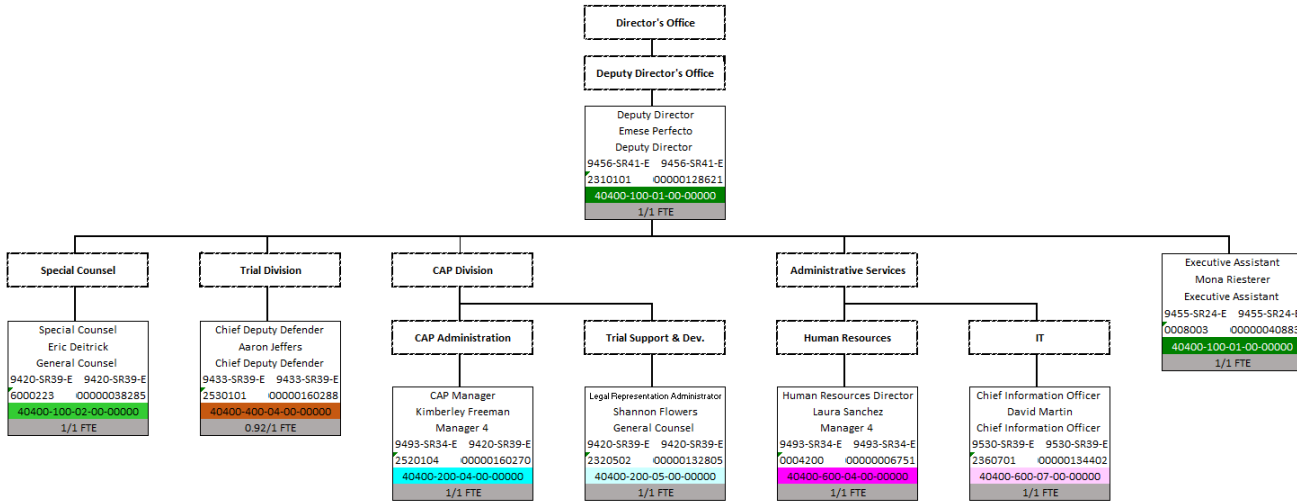 Director's Office
Deputy Director's Office
Deputy Director
Emese Perfecto
Deputy Director
9456-SR41-E 9456-SR41-E
2310101 00000128621
40400-100-01-00-00000
1/1 FTE
Special Counsel
Trial Division
CAP Division
Administrative Services
Executive Assistant
Mona Riesterer
Executive Assistant
9455-SR24-E 9455-SR24-E
0008003 00000040883
40400-100-01-00-00000
1/1 FTE
Special Counsel
Eric Deitrick
General Counsel
9420-SR39-E 9420-SR39-E
6000223 00000038285
40400-100-02-00-00000
1/1 FTE
Chief Deputy Defender
Aaron Jeffers
Chief Deputy Defender
9433-SR39-E 9433-SR39-E
2530101 00000160288
40400-400-04-00-00000
0.92/1 FTE
CAP Administration
Trial Support & Dev.
Human Resources
IT
CAP Manager
Kimberley Freeman
Manager 4
9493-SR34-E 9420-SR39-E
2520104 00000160270
40400-200-04-00-00000
1/1 FTE
Legal Representation Administrator
Shannon Flowers
General Counsel
9420-SR39-E 9420-SR39-E
2320502 00000132805
40400-200-05-00-00000
1/1 FTE
Human Resources Director
Laura Sanchez
Manager 4
9493-SR34-E 9493-SR34-E
0004200 00000006751
40400-600-04-00-00000
1/1 FTE
Chief Information Officer
David Martin
Chief Information Officer
9530-SR39-E 9530-SR39-E
2360701 00000134402
40400-600-07-00-00000
1/1 FTE